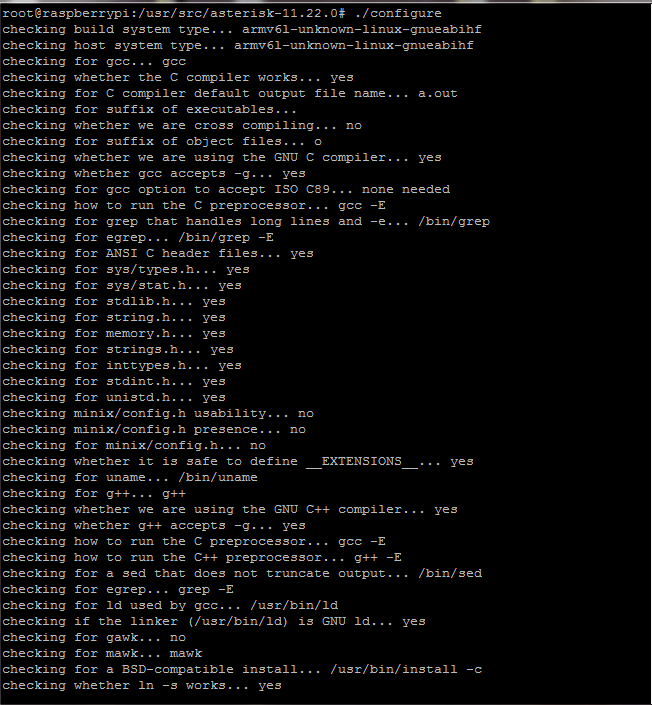 root@raspberrypi:/usr/src/asterisk-11.22.0# ./configure
checking build system type... armv6l-unknown-linux-gnueabihf
checking host system type... armv6l-unknown-linux-gnueabihf
checking for gcc... gcc
checking whether the C compiler works... yes
checking for C compiler default output file name... a.out
checking for suffix of executables...
checking whether we are cross compiling... no
checking for suffix of object files... o
checking whether we are using the GNU C compiler... yes
checking whether gcc accepts -g... yes
checking for gcc option to accept ISO C89... none needed
checking how to run the C preprocessor... gcc -E
checking for grep that handles long lines and -e... /bin/grep
checking for egrep... /bin/grep -E
checking for ANSI C header files... yes
checking for sys/types.h... yes
checking for sys/stat.h... yes
checking for stdlib.h... yes
checking for string.h... yes
checking for memory.h... yes
checking for strings.h... yes
checking for inttypes.h... yes
checking for stdint.h... yes
checking for unistd.h... yes
checking minix/config.h usability... no
checking minix/config.h presence... no
checking for minix/config.h... no
checking whether it is safe to define __EXTENSIONS__... yes
checking for uname... /bin/uname
checking for g++... g++
checking whether we are using the GNU C++ compiler... yes
checking whether g++ accepts -g... yes
checking how to run the C preprocessor... gcc -E
checking how to run the C++ preprocessor... g++ -E
checking for a sed that does not truncate output... /bin/sed
checking for egrep... grep -E
checking for ld used by gcc... /usr/bin/ld
checking if the linker (/usr/bin/ld) is GNU ld... yes
checking for gawk... no
checking for mawk... mawk
checking for a BSD-compatible install... /usr/bin/install -c
checking whether ln -s works... yes